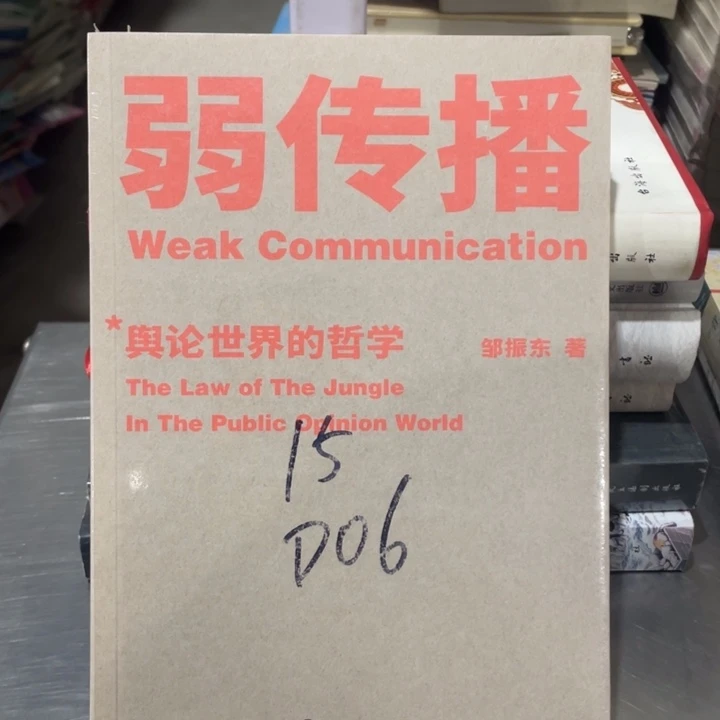 弱传播
Weak Communication
*舆论世界的哲学
邹振东 著
The Law of The Jungle
In The Public Opinion World
15
D06